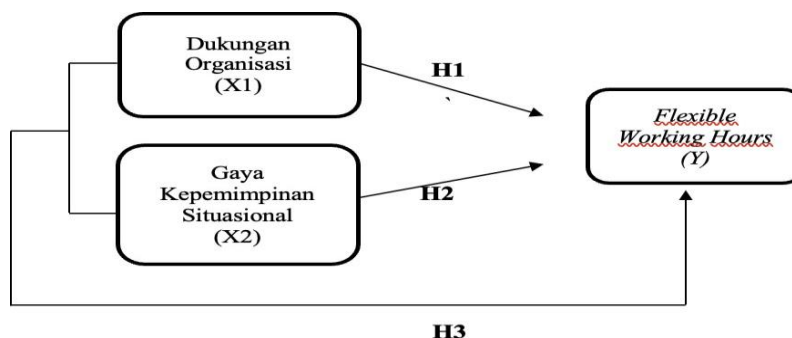 Dukungan
Organisasi
(X1)
H1
`
Flexible
Working Hours
(Y)
Gaya
Kepemimpinan
Situasional
(X2)
H2
H3